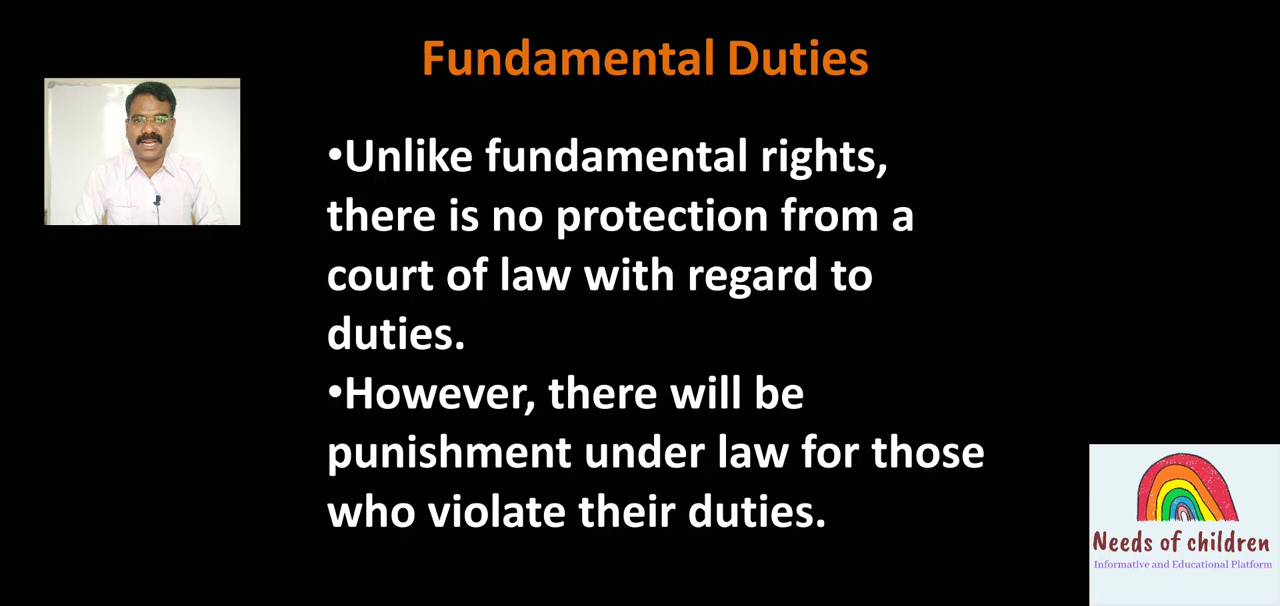 Fundamental Duties
•Unlike fundamental rights,
there is no protection from a
court of law with regard to
duties.
•However, there will be
punishment under law for those
who violate their duties.
Needs of children
Informative and Educational Platform